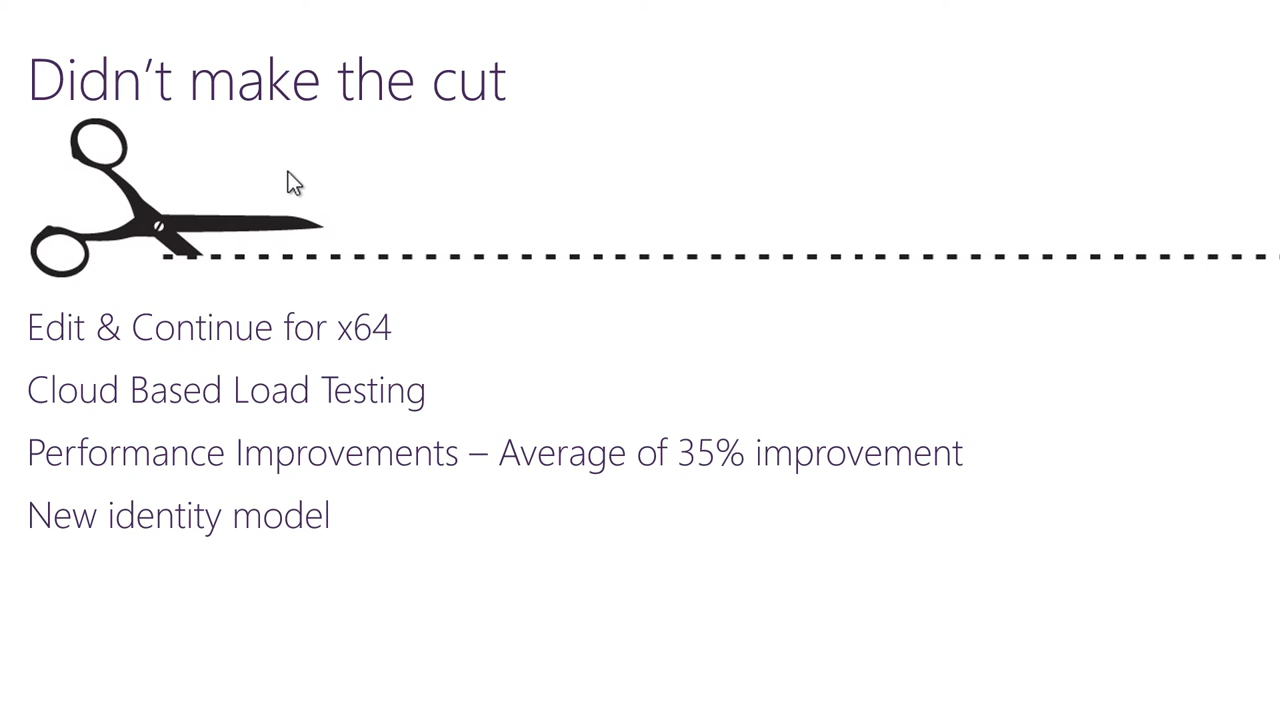 Didn’t make the cut
Edit & Continue for x64
Cloud Based Load Testing
Performance Improvements – Average of 35% improvement
New identity model